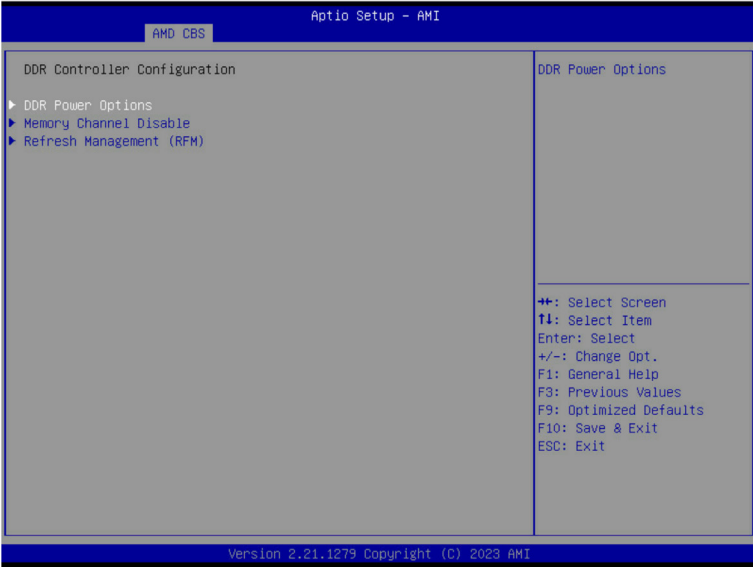 Aptio Setup – AMI
AMD CBS
DDR Controller Configuration
▶ DDR Power Options
▶ Memory Channel Disable
▶ Refresh Management (RFM)
DDR Power Options
→←: Select Screen
↑↓: Select Item
Enter: Select
+/-: Change Opt.
F1: General Help
F3: Previous Values
F9: Optimized Defaults
F10: Save & Exit
ESC: Exit
Version 2.21.1279 Copyright (C) 2023 AMI